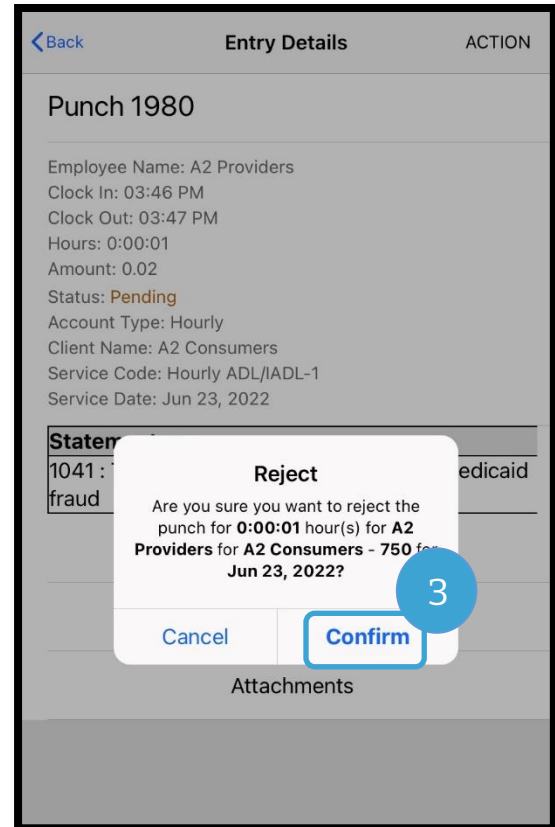 Back Entry Details ACTION
Punch 1980
Employee Name: A2 Providers
Clock In: 03:46 PM
Clock Out: 03:47 PM
Hours: 0:00:01
Amount: 0.02
Status: Pending
Account Type: Hourly
Client Name: A2 Consumers
Service Code: Hourly ADL/IADL-1
Service Date: Jun 23, 2022
1041 : edicaid
fraud
Reject
Are you sure you want to reject the
punch for 0:00:01 hour(s) for A2
Providers for A2 Consumers - 750
Jun 23, 2022?
3
Cancel Confirm
Attachments